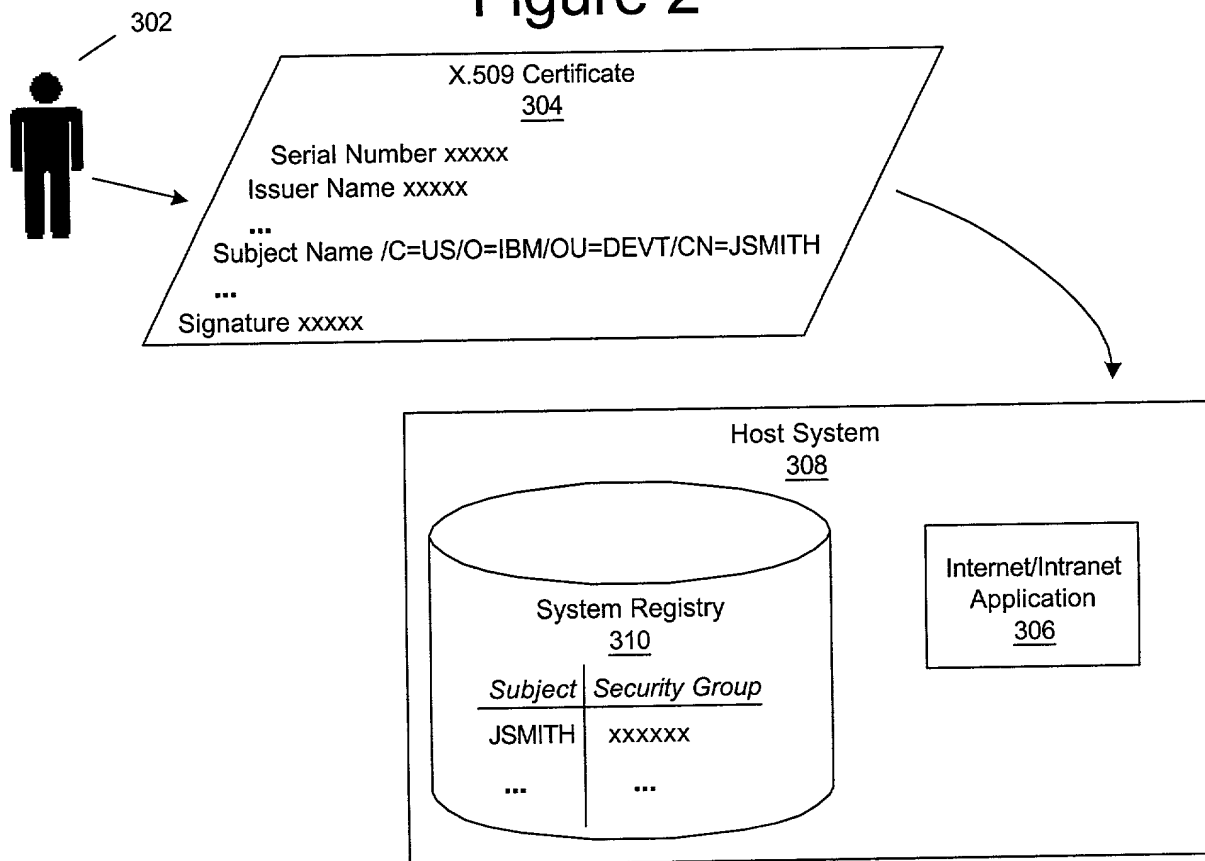 Figure 2
302
X.509 Certificate
304
Serial Number xxxxx
Issuer Name xxxxx
...
Subject Name /C=US/O=IBM/OU=DEVT/CN=JSMITH
...
Signature xxxxx
Host System
308
System Registry
310
Subject Security Group
JSMITH xxxxxx
... ...
Internet/Intranet
Application
306